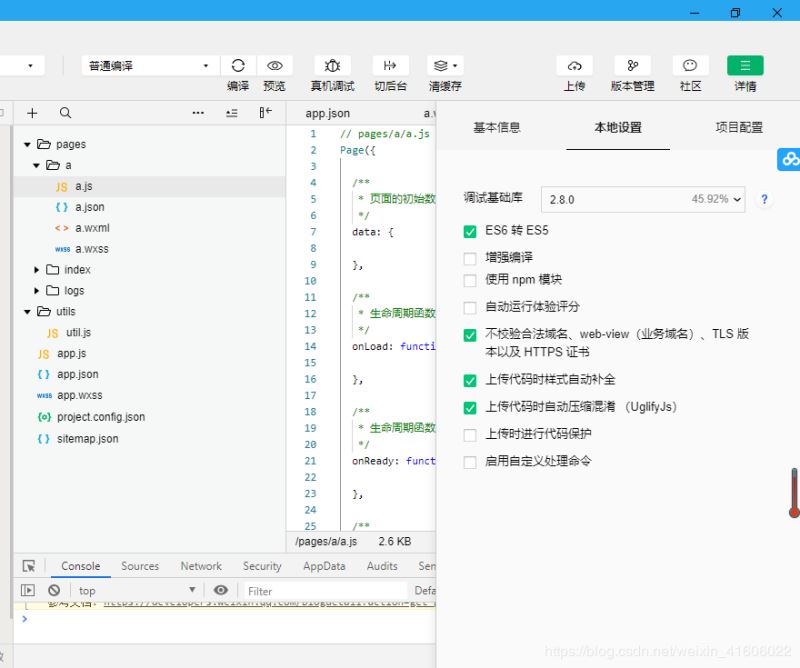 普通编译
编译
预览
真机调试
切后台
清缓存
上传
版本管理
社区
详情
pages
a
JS a.js
{ } a.json
< > a.wxml
wxss a.wxss
index
logs
utils
JS util.js
JS app.js
{ } app.json
wxss app.wxss
{o} project.config.json
{ } sitemap.json
app.json
a.w
1 // pages/a/a.js
2 Page({
3
4 /**
5 * 页面的初始数
6 */
7 data: {
8
9 },
10
11 /**
12 * 生命周期函数
13 */
14 onLoad: functi
15
16 },
17
18 /**
19 * 生命周期函数
20 */
21 onReady: funct
22
23 },
24
25 /**
/pages/a/a.js 2.6 KB
基本信息
本地设置
项目配置
调试基础库
2.8.0
45.92%
?
ES6 转 ES5
增强编译
使用 npm 模块
自动运行体验评分
不校验合法域名、web-view（业务域名）、TLS 版
本以及 HTTPS 证书
上传代码时样式自动补全
上传代码时自动压缩混淆 （UglifyJs）
上传时进行代码保护
启用自定义处理命令
Console Sources Network Security AppData Audits Sen
top
Filter
Defa
>
https://blog.csdn.net/weixin_41606022